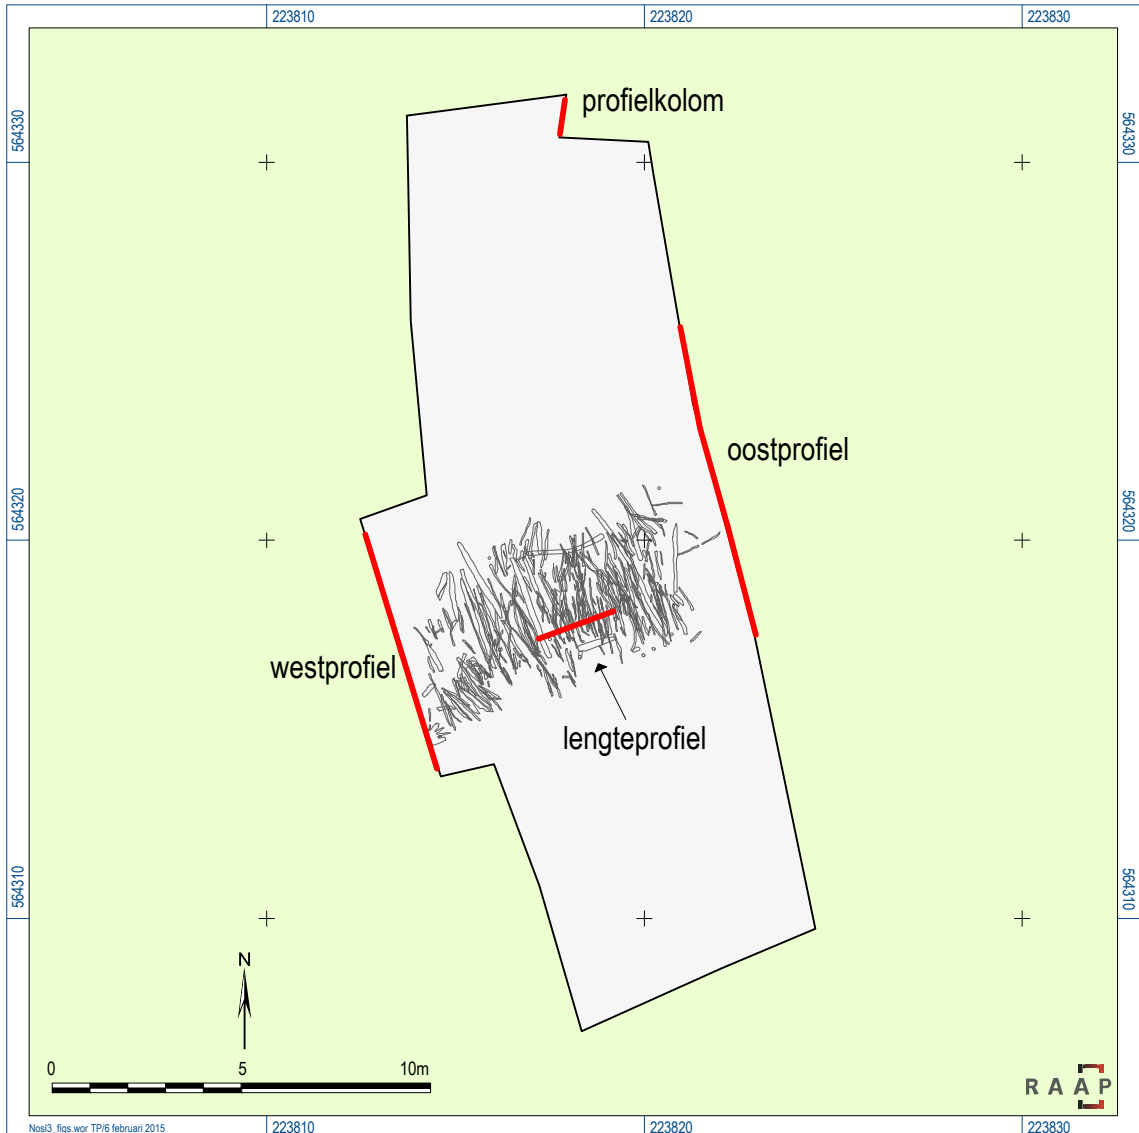 223810
223820
223830
profielkolom
564330
564330
oostprofiel
564320
564320
westprofiel
lengteprofiel
564310
564310
N
0
5
10m
RAAP
Nosl3_figs.wor TP/6 februari 2015
223810
223820
223830